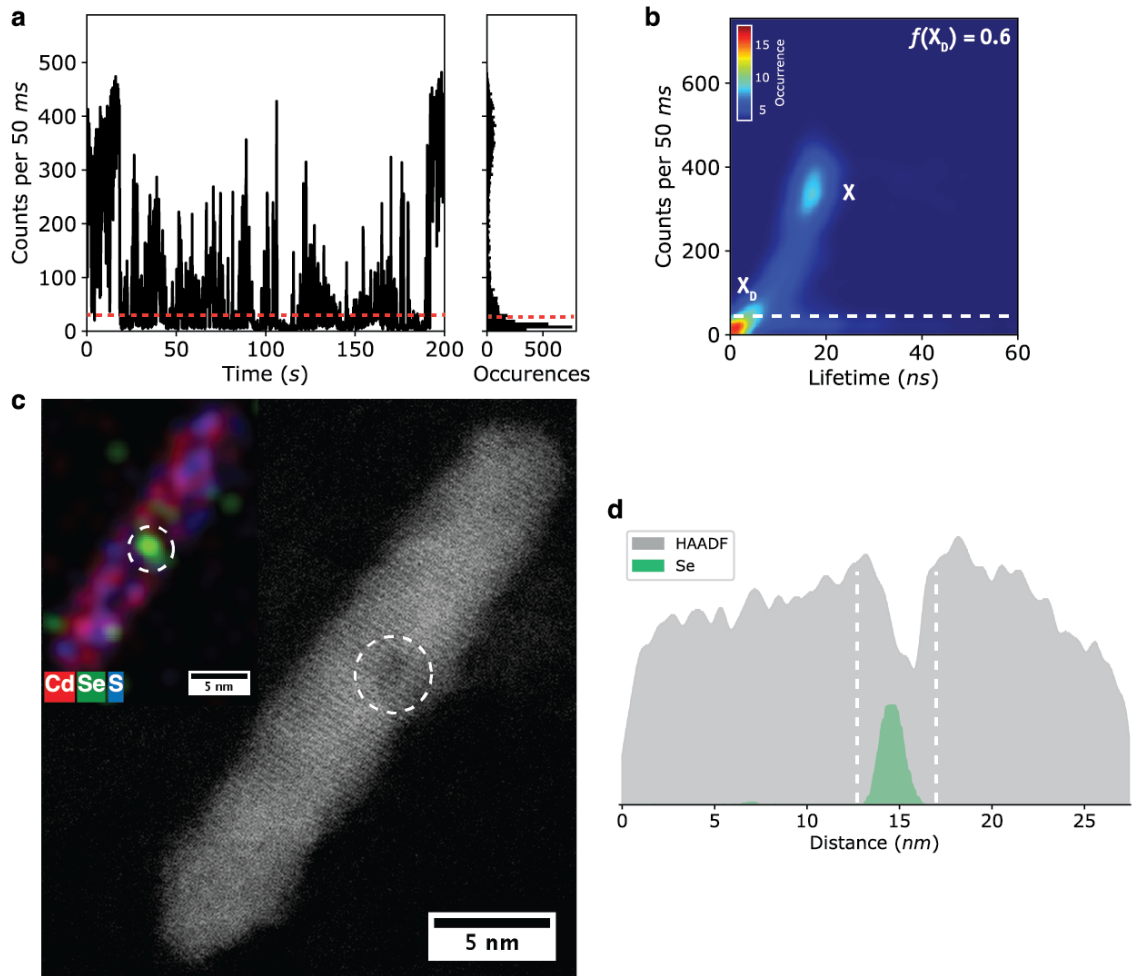 a
Counts per 50 ms
500
400
300
200
100
0
0
50
100
150
200
Time (s)
0
500
Occurences
b
Counts per 50 ms
600
400
200
0
15
10
5
Occurrence
f(X_D) = 0.6
X
X_D
0
20
40
60
Lifetime (ns)
c
Cd Se S
5 nm
5 nm
d
HAADF
Se
0
5
10
15
20
25
Distance (nm)